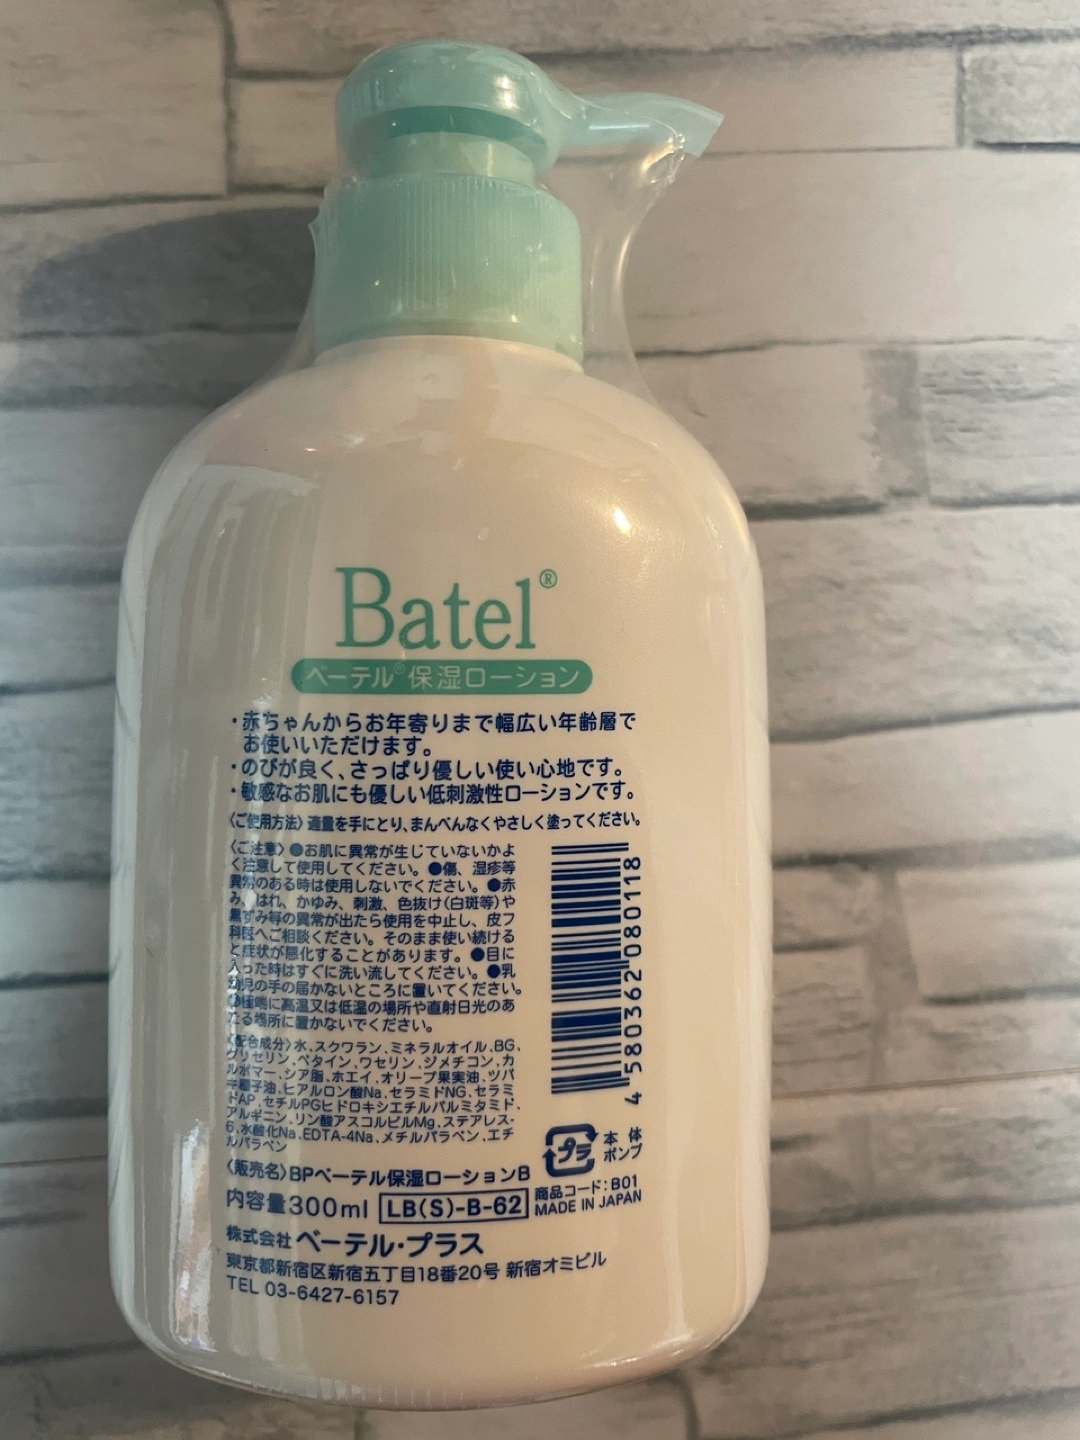 Batel®
ベーテル®保湿ローション
・赤ちゃんからお年寄りまで幅広い年齢層で
お使いいただけます。
・のびが良く、さっぱり優しい使い心地です。
・敏感なお肌にも優しい低刺激性ローションです。
〈ご使用方法〉適量を手にとり、まんべんなくやさしく塗ってください。
〈ご注意〉●お肌に異常が生じていないかよ
く注意して使用してください。●傷、湿疹等
異常のある時は使用しないでください。●赤
み、はれ、かゆみ、刺激、色抜け(白斑等)や
黒ずみ等の異常が出たら使用を中止し、皮フ
科医へご相談ください。そのまま使い続ける
と症状が悪化することがあります。●目に
入った時はすぐに洗い流してください。●乳
幼児の手の届かないところに置いてください。
●極端に高温又は低温の場所や直射日光のあ
たる場所に置かないでください。
〈配合成分〉水、スクワラン、ミネラルオイル、BG、
グリセリン、ベタイン、ワセリン、ジメチコン、カ
ルボマー、シア脂、ホエイ、オリーブ果実油、ツバ
キ種子油、ヒアルロン酸Na、セラミドNG、セラミ
ドAP、セチルPGヒドロキシエチルパルミタミド、
アルギニン、リン酸アスコルビルMg、ステアレス-
6、水酸化Na、EDTA-4Na、メチルパラベン、エチ
ルパラベン
4 580362 080118
プラ
本体
ポンプ
〈販売名〉BPベーテル保湿ローションB
内容量300ml LB(S)-B-62
商品コード:B01
MADE IN JAPAN
株式会社 ベーテル・プラス
東京都新宿区新宿五丁目18番20号 新宿オミビル
TEL 03-6427-6157